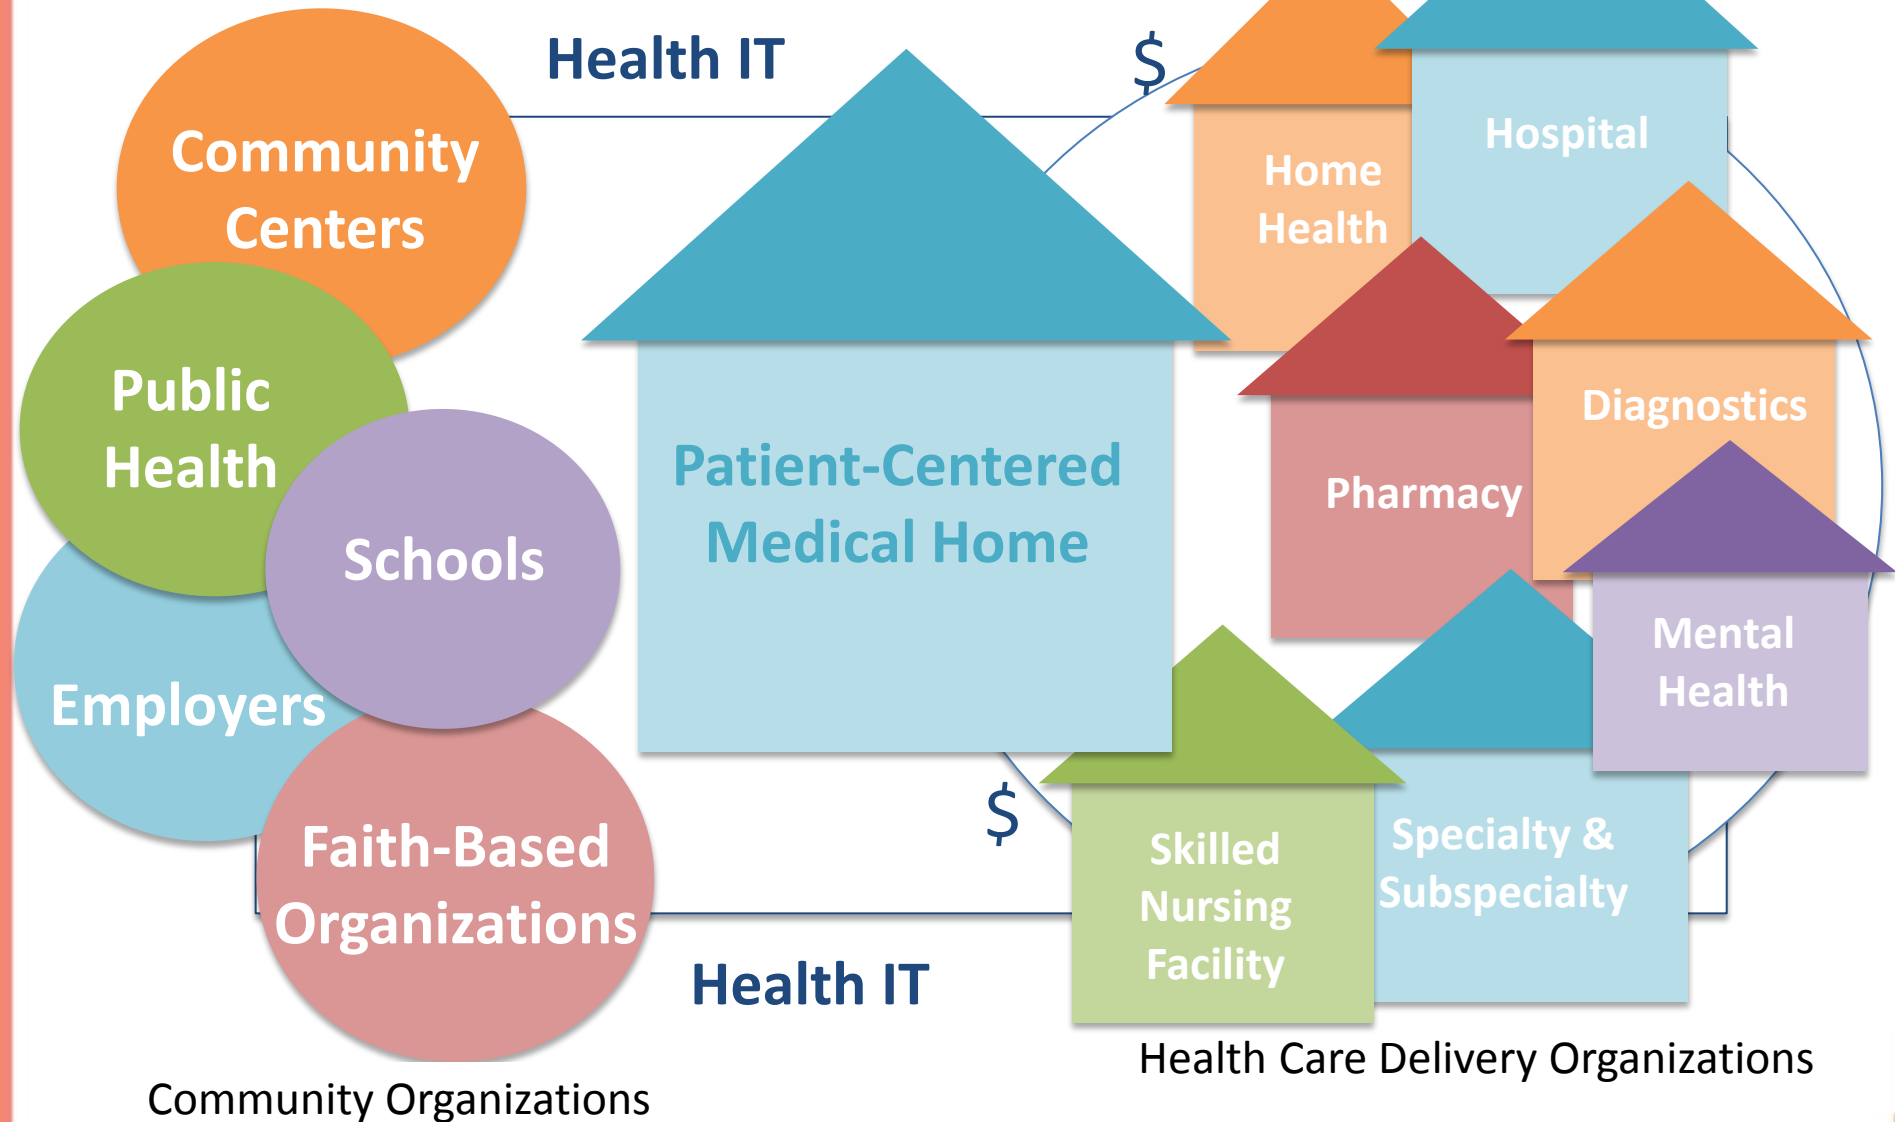 Health IT
$
Community
Centers
Public
Health
Schools
Employers
Faith-Based
Organizations
Patient-Centered
Medical Home
Home
Health
Hospital
Pharmacy
Diagnostics
Mental
Health
$
Skilled
Nursing
Facility
Specialty &
Subspecialty
Health IT
Community Organizations
Health Care Delivery Organizations